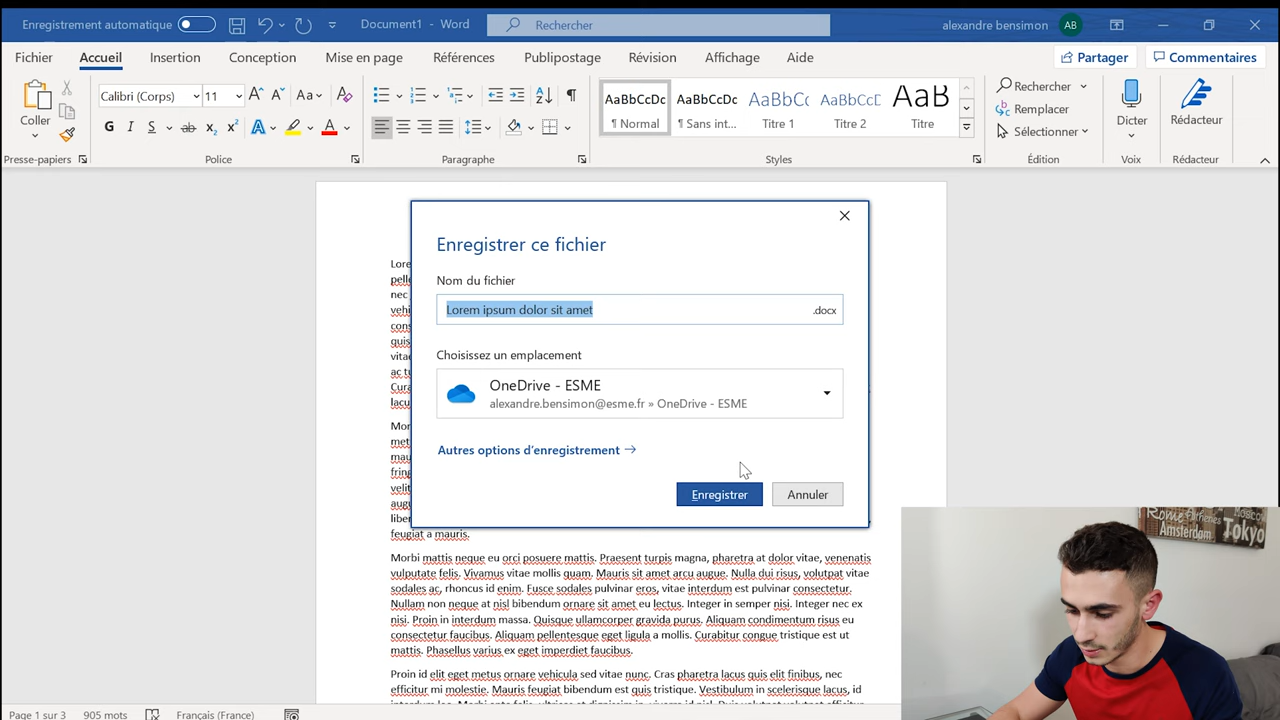 Enregistrement automatique
Document1 - Word
Rechercher
alexandre bensimon AB
Fichier Accueil Insertion Conception Mise en page Références Publipostage Révision Affichage Aide
Partager Commentaires
Coller
Calibri (Corps) 11
AaBbCcDc AaBbCcDc AaBbCc AaBbCcD AaB
¶ Normal ¶ Sans int... Titre 1 Titre 2 Titre
Rechercher
Remplacer
Sélectionner
Dicter
Rédacteur
Presse-papiers Police Paragraphe Styles Édition Voix Rédacteur
Enregistrer ce fichier
Nom du fichier
Lorem ipsum dolor sit amet .docx
Choisissez un emplacement
OneDrive - ESME
alexandre.bensimon@esme.fr » OneDrive - ESME
Autres options d'enregistrement
Enregistrer Annuler
feugiat a mauris.
Morbi mattis neque eu orci posuere mattis. Praesent turpis magna, pharetra at dolor vitae, venenatis
vulputate felis. Vivamus vitae mollis quam. Mauris sit amet arcu augue. Nulla dui risus, volutpat vitae
sodales ac, rhoncus id enim. Fusce sodales pulvinar eros, vitae interdum est pulvinar consectetur.
Nullam non neque at nisl bibendum ornare sit amet eu lectus. Integer in semper nisi. Integer nec ex
nisi. Proin in interdum massa. Quisque ullamcorper gravida purus. Aliquam condimentum risus eu
consectetur faucibus. Aliquam pellentesque eget ligula a mollis. Curabitur congue tristique est ut
mattis. Phasellus varius ex eget imperdiet faucibus.
Proin id elit eget metus ornare vehicula sed vitae nunc. Cras pharetra lacus quis elit finibus, nec
efficitur mi molestie. Mauris feugiat bibendum est quis tristique. Vestibulum in scelerisque lacus, id
Page 1 sur 3 905 mots Français (France)
Rome Athènes Moscou
Amsterdam Tokyo